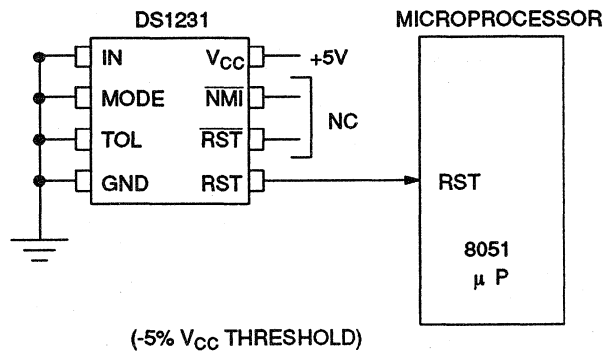 DS1231
MICROPROCESSOR
IN
VCC
+5V
MODE
NMI
NC
TOL
RST
GND
RST
RST
8051
μ P
(-5% VCC THRESHOLD)